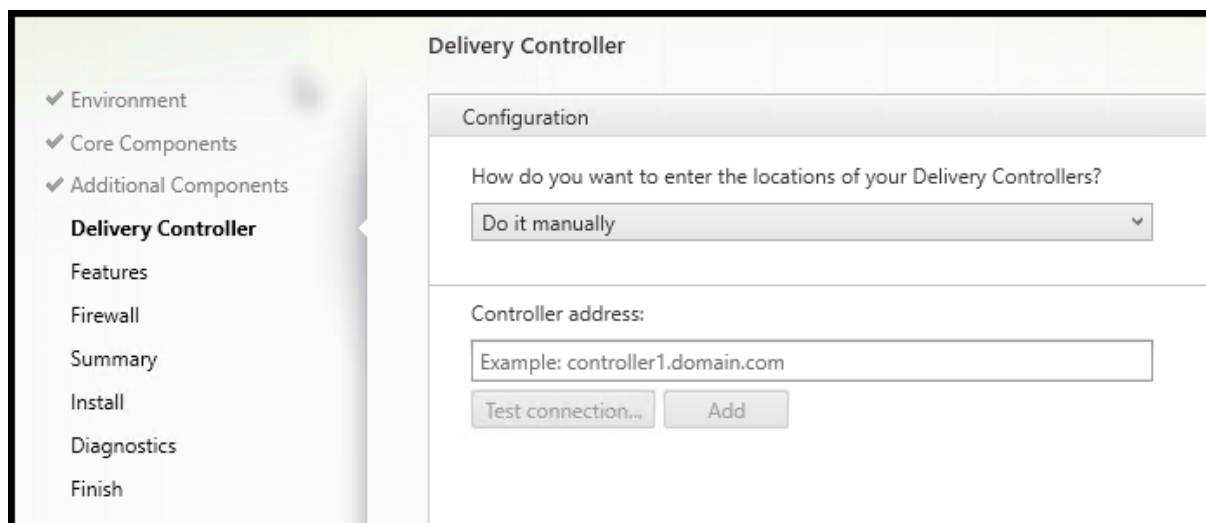 Delivery Controller
Environment
Core Components
Additional Components
Delivery Controller
Features
Firewall
Summary
Install
Diagnostics
Finish
Configuration
How do you want to enter the locations of your Delivery Controllers?
Do it manually
Controller address:
Example: controller1.domain.com
Test connection...
Add